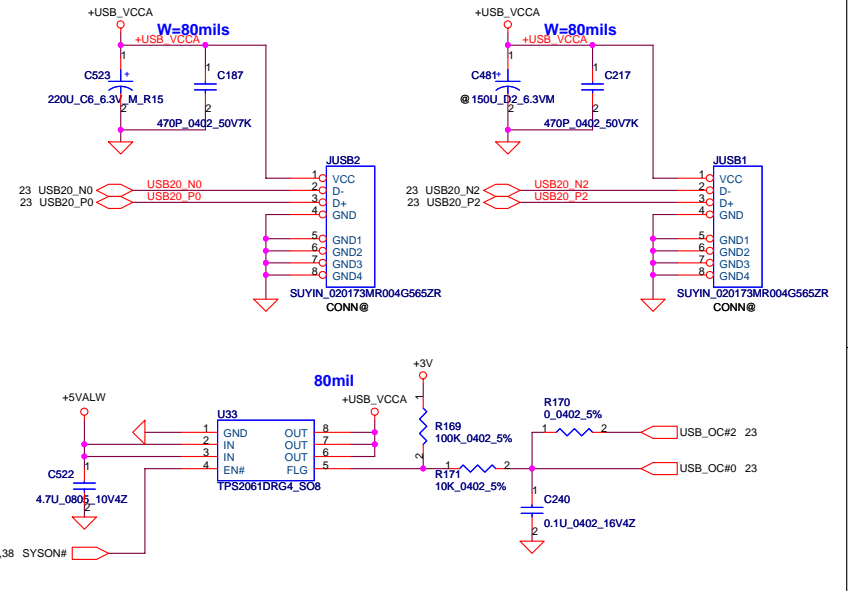 +USB_VCCA
W=80mils
+USB_VCCA
1
1
C523
+
C187
220U_C6_6.3V_M_R15
2
2
470P_0402_50V7K
JUSB2
1
VCC
23 USB20_N0
USB20_N0
2
D-
23 USB20_P0
USB20_P0
3
D+
4
GND
5
GND1
6
GND2
7
GND3
8
GND4
SUYIN_020173MR004G565ZR
CONN@
+USB_VCCA
W=80mils
+USB_VCCA
1
1
C481
+
C217
@ 150U_D2_6.3VM
2
2
470P_0402_50V7K
JUSB1
1
VCC
23 USB20_N2
USB20_N2
2
D-
23 USB20_P2
USB20_P2
3
D+
4
GND
5
GND1
6
GND2
7
GND3
8
GND4
SUYIN_020173MR004G565ZR
CONN@
80mil
+5VALW
+USB_VCCA
U33
1
GND
OUT
8
2
IN
OUT
7
3
IN
OUT
6
4
EN#
FLG
5
TPS2061DRG4_SO8
1
C522
4.7U_0805_10V4Z
2
,38 SYSON#
+3V
1
R169
100K_0402_5%
2
1
2
R171
10K_0402_5%
R170
0_0402_5%
1
2
USB_OC#2 23
USB_OC#0 23
1
C240
0.1U_0402_16V4Z
2